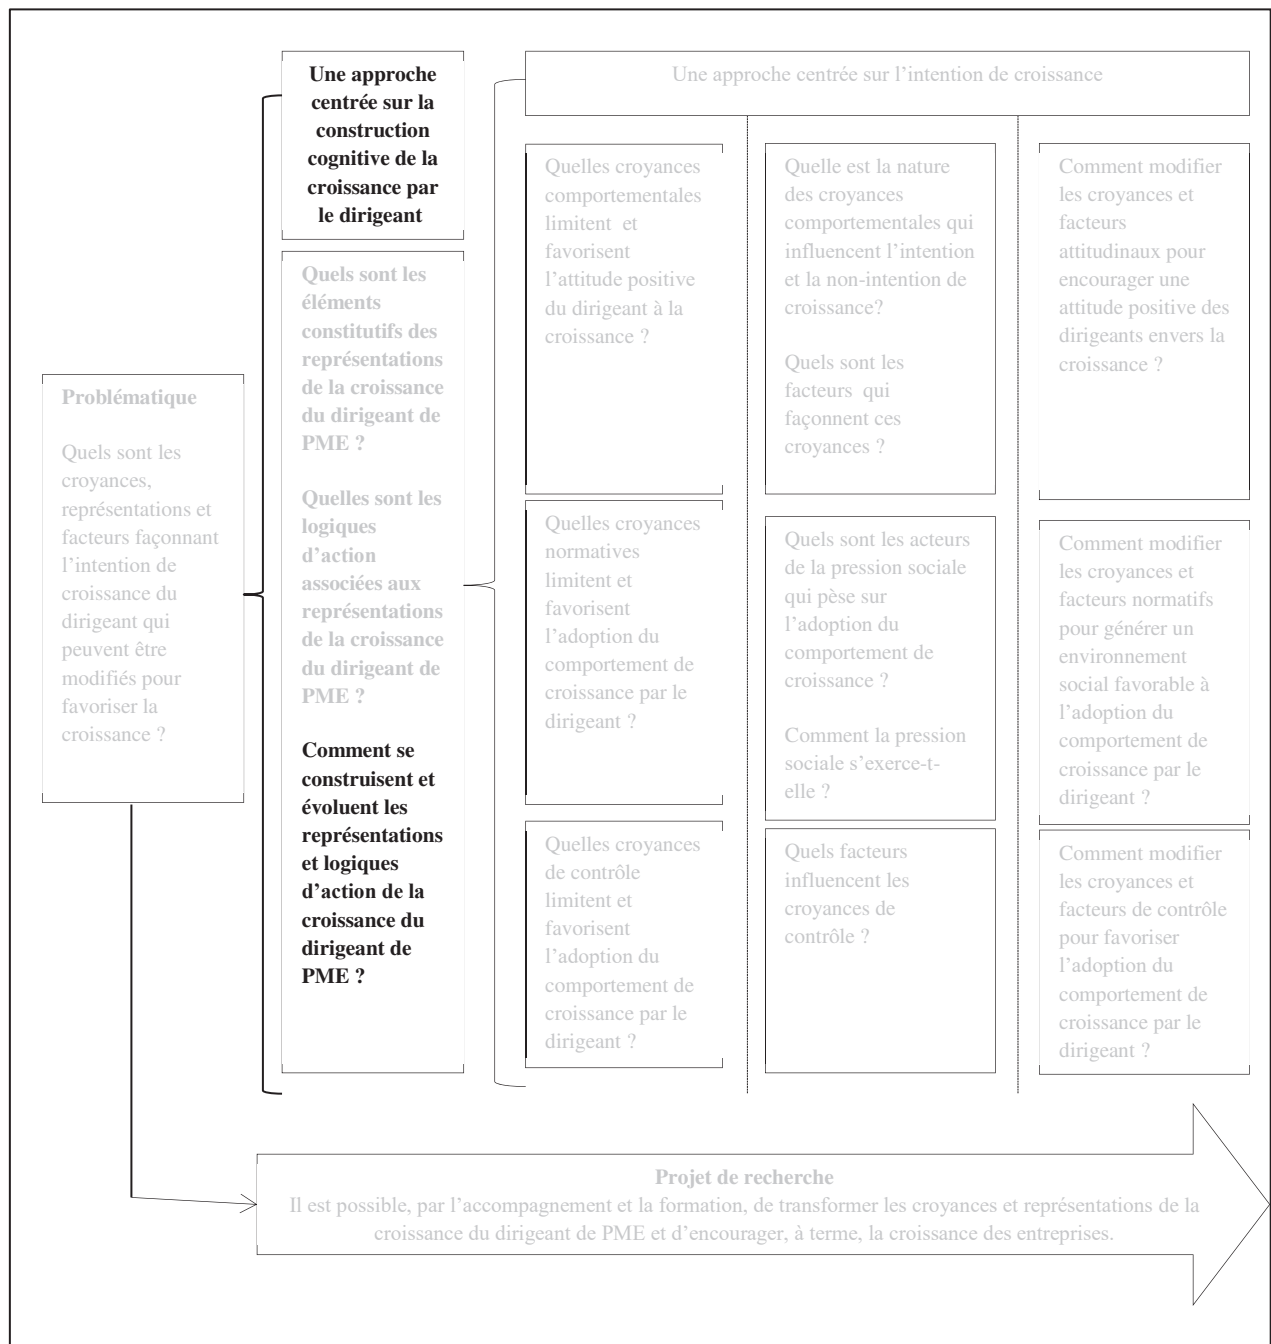 Problématique
Quels sont les
croyances,
représentations et
facteurs façonnant
l’intention de
croissance du
dirigeant qui
peuvent être
modifiés pour
favoriser la
croissance ?
Une approche
centrée sur la
construction
cognitive de la
croissance par
le dirigeant
Quels sont les
éléments
constitutifs des
représentations
de la croissance
du dirigeant de
PME ?
Quelles sont les
logiques
d’action
associées aux
représentations
de la croissance
du dirigeant de
PME ?
Comment se
construisent et
évoluent les
représentations
et logiques
d’action de la
croissance du
dirigeant de
PME ?
Une approche centrée sur l’intention de croissance
Quelles croyances
comportementales
limitent et
favorisent
l’attitude positive
du dirigeant à la
croissance ?
Quelles croyances
normatives
limitent et
favorisent
l’adoption du
comportement de
croissance par le
dirigeant ?
Quelles croyances
de contrôle
limitent et
favorisent
l’adoption du
comportement de
croissance par le
dirigeant ?
Quelle est la nature
des croyances
comportementales qui
influencent l’intention
et la non-intention de
croissance?
Quels sont les
facteurs qui
façonnent ces
croyances ?
Quels sont les acteurs
de la pression sociale
qui pèse sur
l’adoption du
comportement de
croissance ?
Comment la pression
sociale s’exerce-t-
elle ?
Quels facteurs
influencent les
croyances de
contrôle ?
Comment modifier
les croyances et
facteurs
attitudinaux pour
encourager une
attitude positive des
dirigeants envers la
croissance ?
Comment modifier
les croyances et
facteurs normatifs
pour générer un
environnement
social favorable à
l’adoption du
comportement de
croissance par le
dirigeant ?
Comment modifier
les croyances et
facteurs de contrôle
pour favoriser
l’adoption du
comportement de
croissance par le
dirigeant ?
Projet de recherche
Il est possible, par l’accompagnement et la formation, de transformer les croyances et représentations de la
croissance du dirigeant de PME et d’encourager, à terme, la croissance des entreprises.